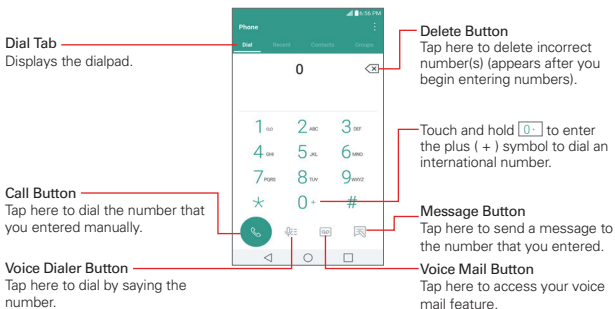 6:56 PM
Phone
Dial Recent Contacts Groups
0
1
2 ABC 3 DEF
4 GHI 5 JKL 6 MNO
7 PQRS 8 TUV 9 WXYZ
* 0 + #
Dial Tab
Displays the dialpad.
Call Button
Tap here to dial the number that
you entered manually.
Voice Dialer Button
Tap here to dial by saying the
number.
Delete Button
Tap here to delete incorrect
number(s) (appears after you
begin entering numbers).
Touch and hold 0+ to enter
the plus ( + ) symbol to dial an
international number.
Message Button
Tap here to send a message to
the number that you entered.
Voice Mail Button
Tap here to access your voice
mail feature.